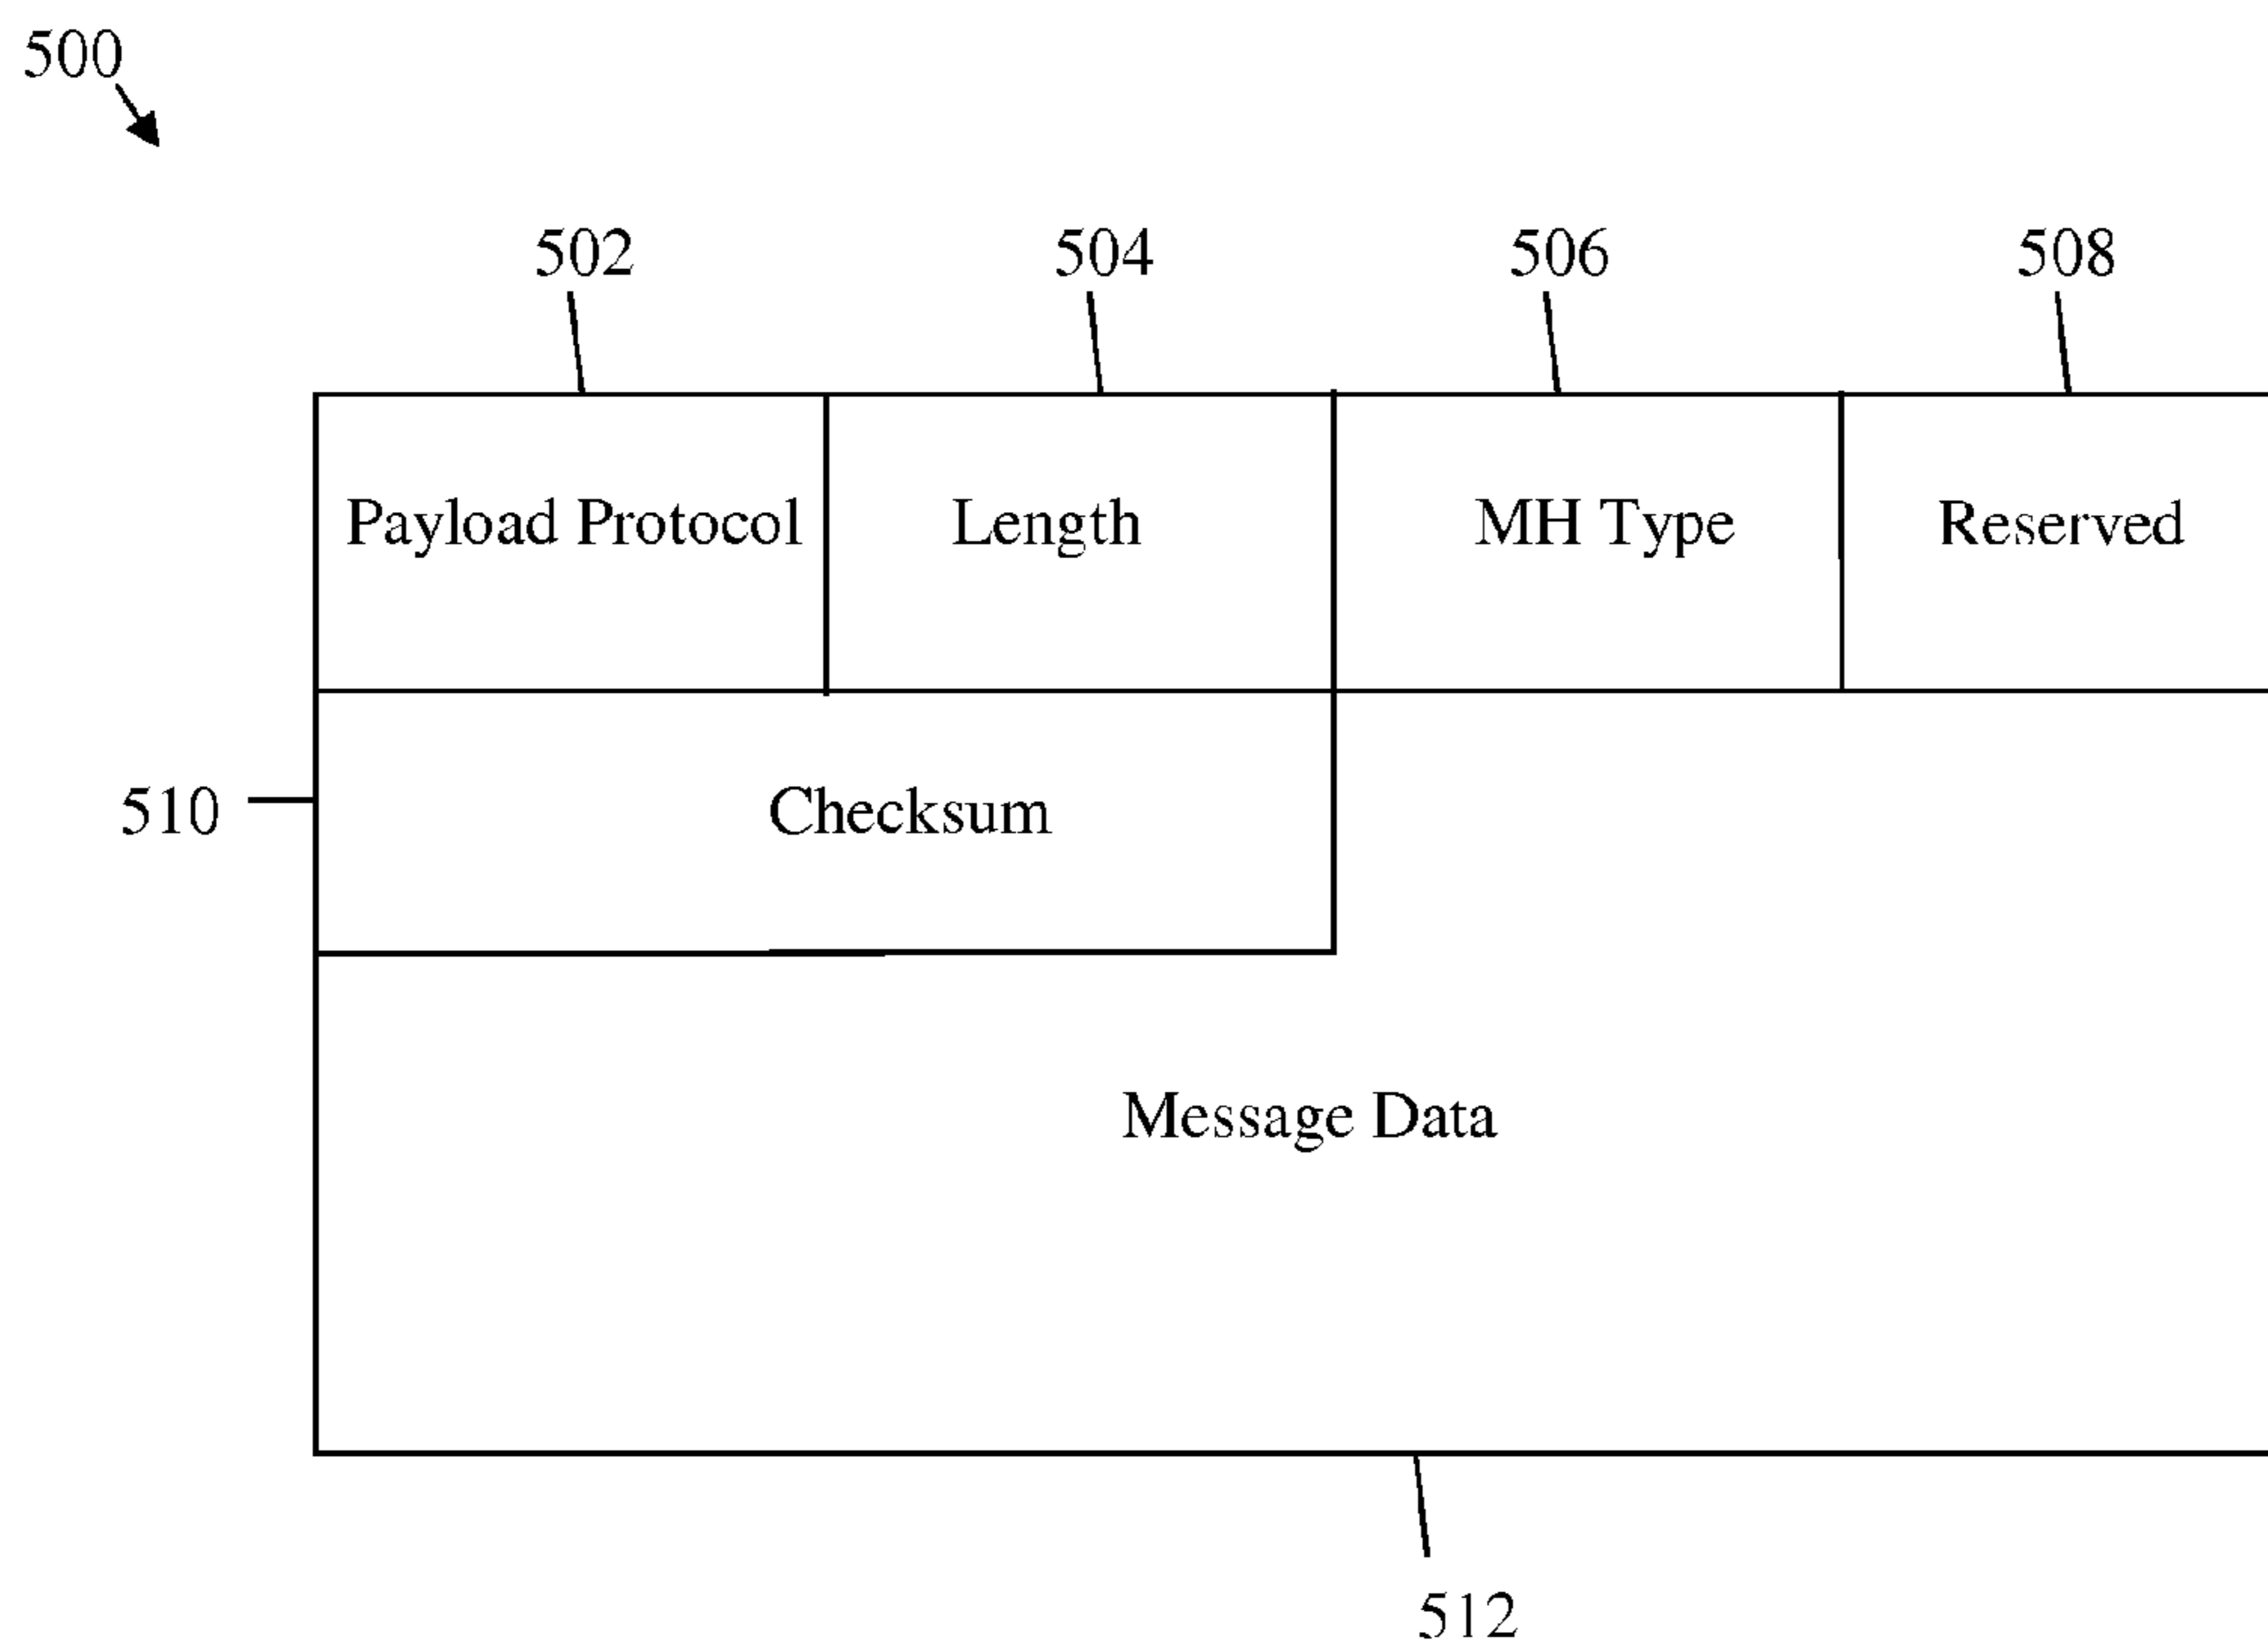 500
502 504 506 508
Payload Protocol Length MH Type Reserved
510 Checksum
Message Data
512